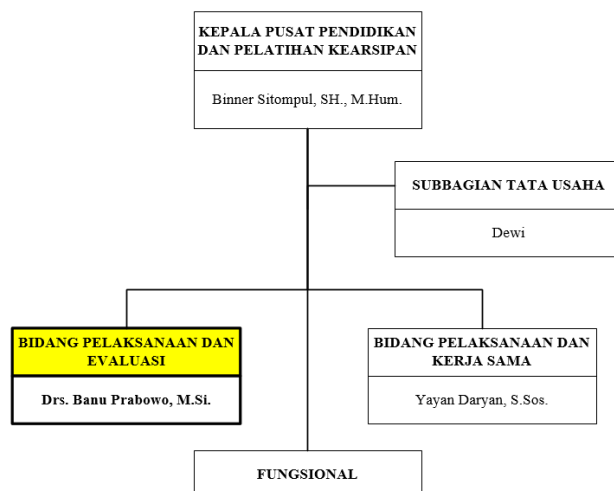 KEPALA PUSAT PENDIDIKAN
DAN PELATIHAN KEARSIPAN
Binner Sitompul, SH., M.Hum.
SUBBAGIAN TATA USAHA
Dewi
BIDANG PELAKSANAAN DAN
EVALUASI
Drs. Banu Prabowo, M.Si.
BIDANG PELAKSANAAN DAN
KERJA SAMA
Yayan Daryan, S.Sos.
FUNGSIONAL